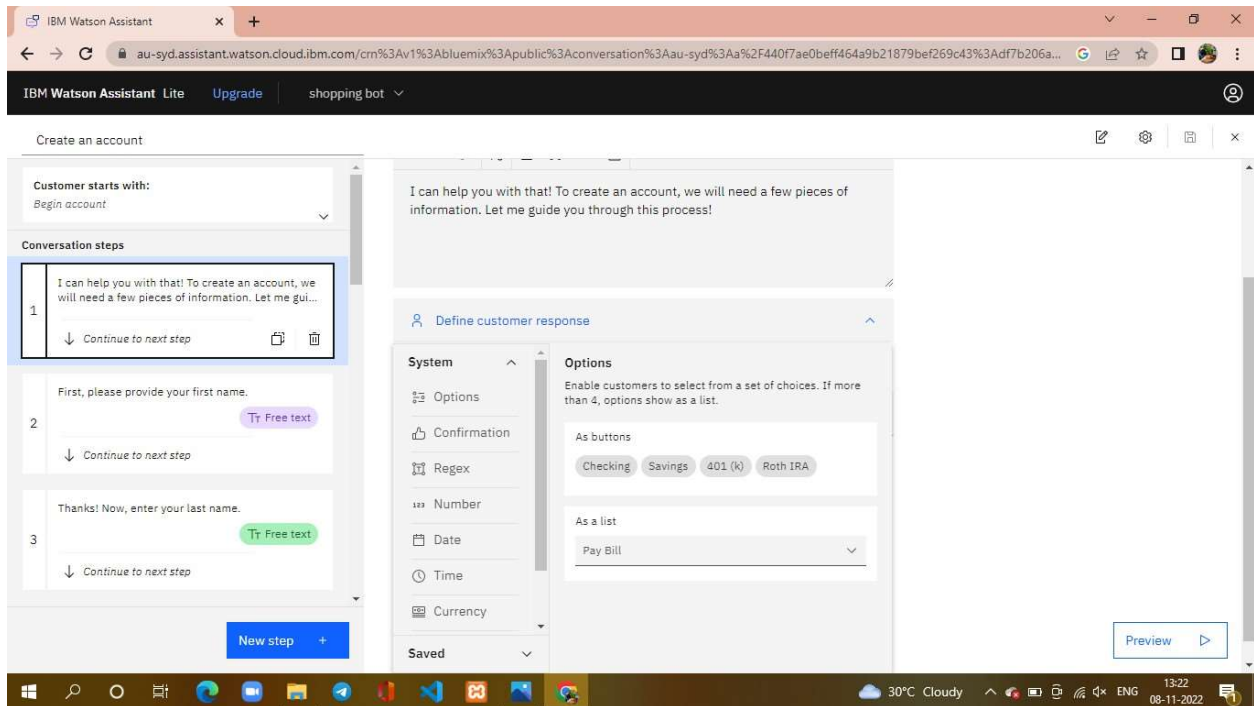 IBM Watson Assistant
au-syd.assistant.watson.cloud.ibm.com/crn%3Av1%3Abluemix%3Apublic%3Aconversation%3Aau-syd%3Aa%2F440f7ae0beff464a9b21879bef269c43%3Adf7b206a...
IBM Watson Assistant Lite Upgrade shopping bot
Create an account
Customer starts with:
Begin account
Conversation steps
1
I can help you with that! To create an account, we
will need a few pieces of information. Let me gui...
Continue to next step
2
First, please provide your first name.
Free text
Continue to next step
3
Thanks! Now, enter your last name.
Free text
Continue to next step
New step +
I can help you with that! To create an account, we will need a few pieces of
information. Let me guide you through this process!
Define customer response
System
Options
Confirmation
Regex
123 Number
Date
Time
Currency
Saved
Options
Enable customers to select from a set of choices. If more
than 4, options show as a list.
As buttons
Checking Savings 401 (k) Roth IRA
As a list
Pay Bill
Preview
30°C Cloudy ENG 13:22
08-11-2022